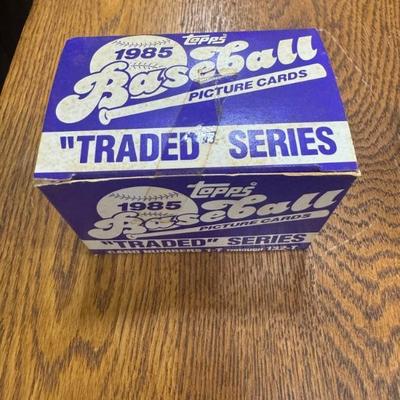 topps®
1985
Baseball
PICTURE CARDS
"TRADED" SERIES
topps®
1985
Baseball
PICTURE CARDS
"TRADED" SERIES
CARD NUMBERS 1-T THROUGH 132-T